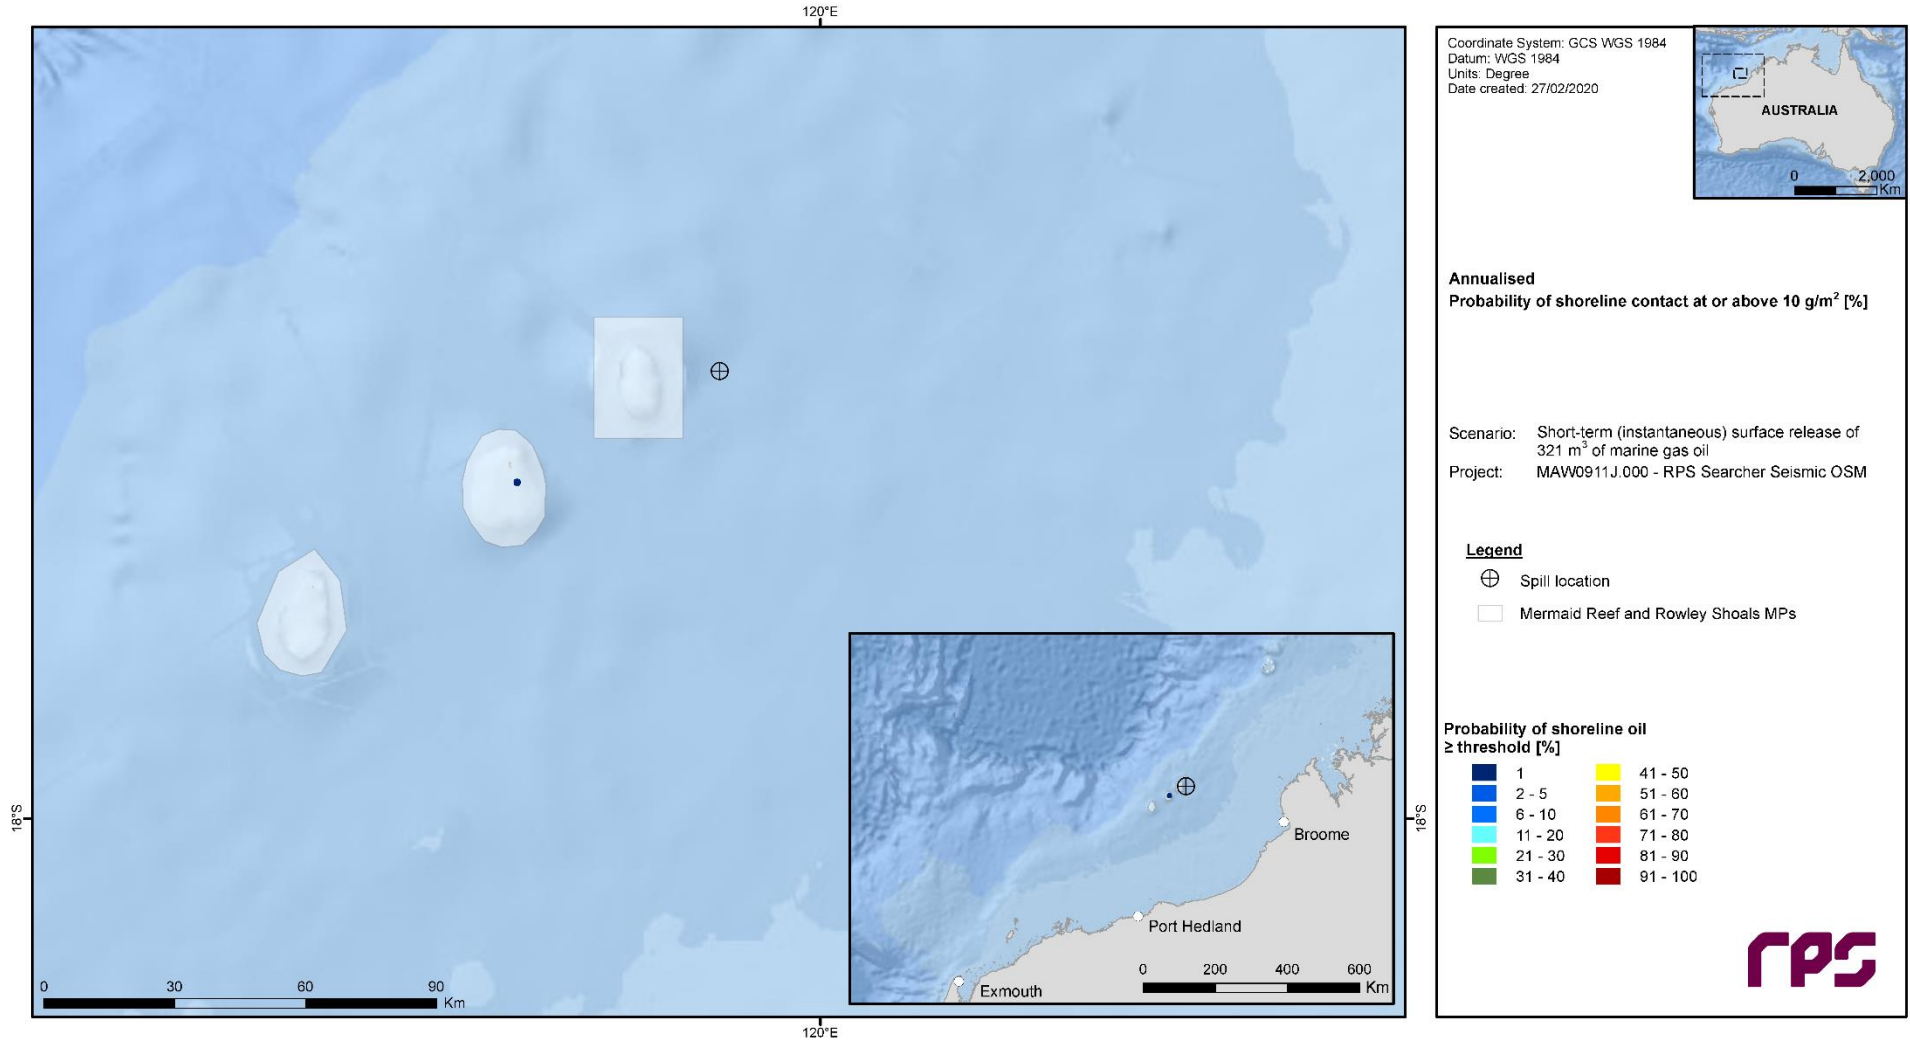 120°E
18°S
18°S
0 30 60 90
Km
120°E
Broome
Port Hedland
Exmouth
0 200 400 600
Km
Coordinate System: GCS WGS 1984
Datum: WGS 1984
Units: Degree
Date created: 27/02/2020
AUSTRALIA
0 2,000
Km
Annualised
Probability of shoreline contact at or above 10 g/m² [%]
Scenario: Short-term (instantaneous) surface release of
321 m³ of marine gas oil
Project: MAW0911J.000 - RPS Searcher Seismic OSM
Legend
Spill location
Mermaid Reef and Rowley Shoals MPs
Probability of shoreline oil
≥ threshold [%]
1 41 - 50
2 - 5 51 - 60
6 - 10 61 - 70
11 - 20 71 - 80
21 - 30 81 - 90
31 - 40 91 - 100
rps